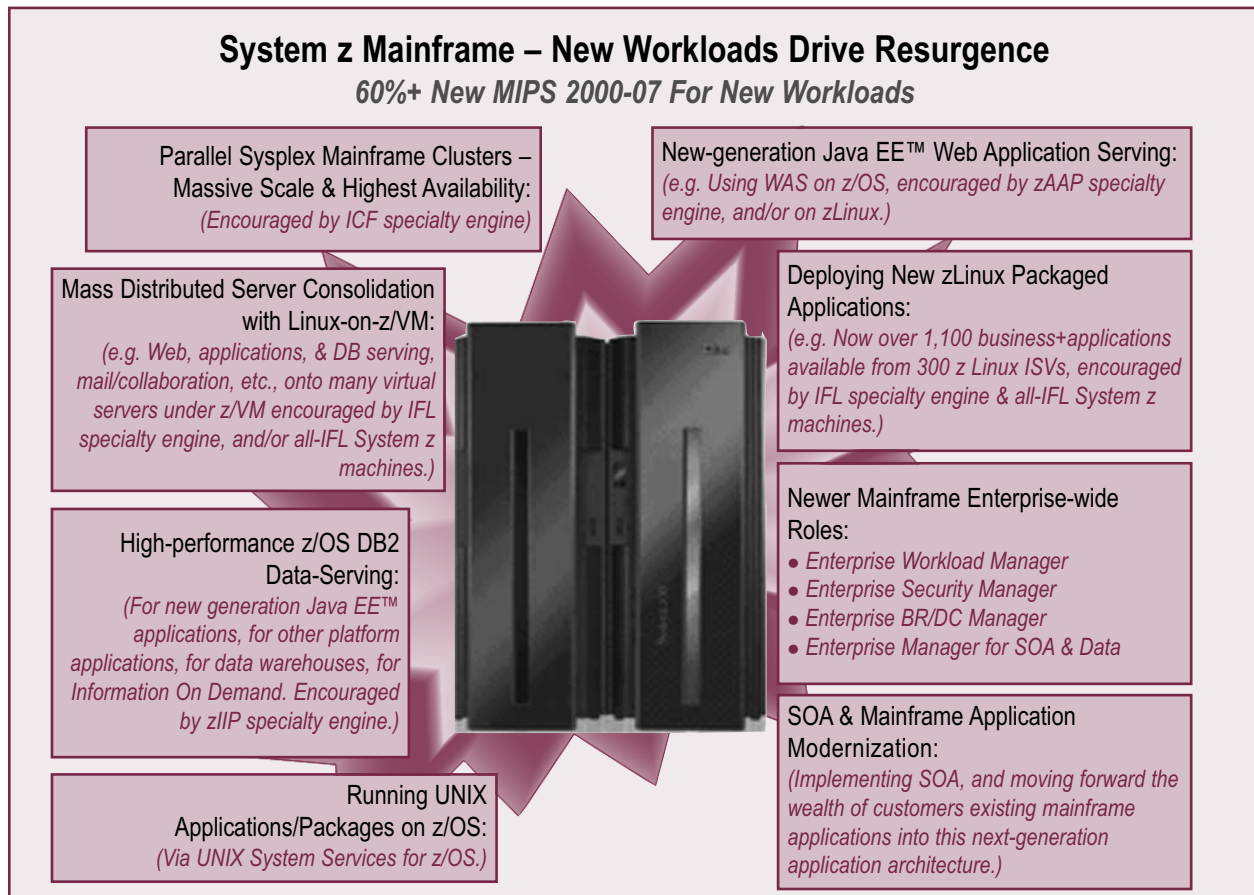 System z Mainframe – New Workloads Drive Resurgence
60%+ New MIPS 2000-07 For New Workloads
Parallel Sysplex Mainframe Clusters –
Massive Scale & Highest Availability:
(Encouraged by ICF specialty engine)
Mass Distributed Server Consolidation
with Linux-on-z/VM:
(e.g. Web, applications, & DB serving,
mail/collaboration, etc., onto many virtual
servers under z/VM encouraged by IFL
specialty engine, and/or all-IFL System z
machines.)
High-performance z/OS DB2
Data-Serving:
(For new generation Java EE™
applications, for other platform
applications, for data warehouses, for
Information On Demand. Encouraged
by zIIP specialty engine.)
Running UNIX
Applications/Packages on z/OS:
(Via UNIX System Services for z/OS.)
New-generation Java EE™ Web Application Serving:
(e.g. Using WAS on z/OS, encouraged by zAAP specialty
engine, and/or on zLinux.)
Deploying New zLinux Packaged
Applications:
(e.g. Now over 1,100 business+applications
available from 300 z Linux ISVs, encouraged
by IFL specialty engine & all-IFL System z
machines.)
Newer Mainframe Enterprise-wide
Roles:
● Enterprise Workload Manager
● Enterprise Security Manager
● Enterprise BR/DC Manager
● Enterprise Manager for SOA & Data
SOA & Mainframe Application
Modernization:
(Implementing SOA, and moving forward the
wealth of customers existing mainframe
applications into this next-generation
application architecture.)